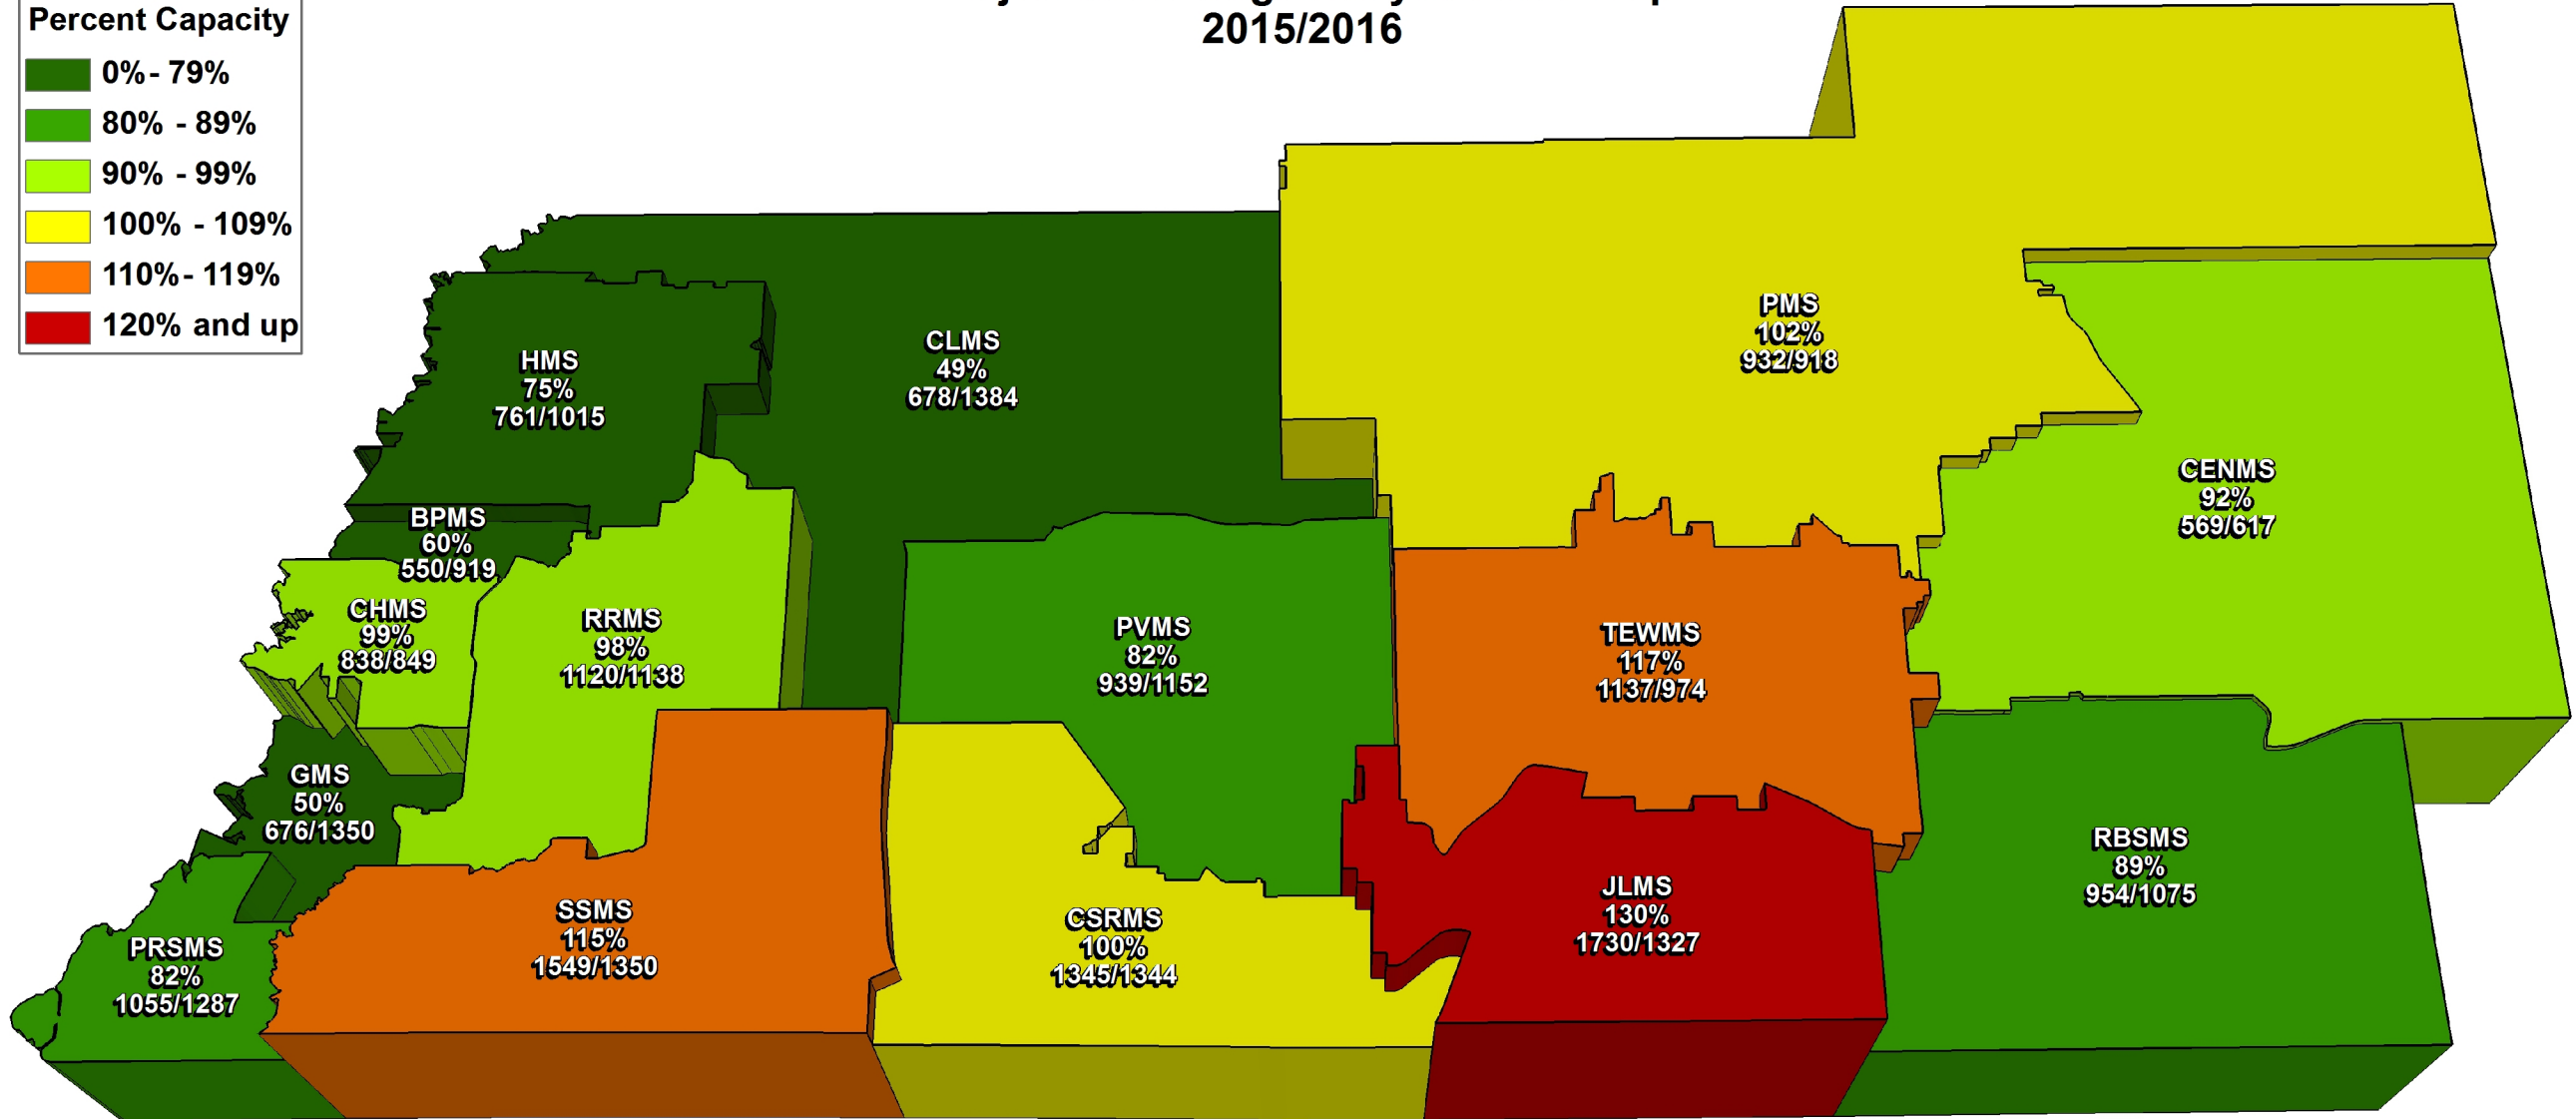 Percent Capacity
0% - 79%
80% - 89%
90% - 99%
100% - 109%
110% - 119%
120% and up
2015/2016
PMS
102%
932/918
CLMS
49%
678/1384
HMS
75%
761/1015
CENMS
92%
569/617
BPMS
60%
550/919
CHMS
99%
838/849
RRMS
98%
1120/1138
PVMS
82%
939/1152
TEWMS
117%
1137/974
GMS
50%
676/1350
RBSMS
89%
954/1075
JLMS
130%
1730/1327
SSMS
115%
1549/1350
CSRMS
100%
1345/1344
PRSMS
82%
1055/1287